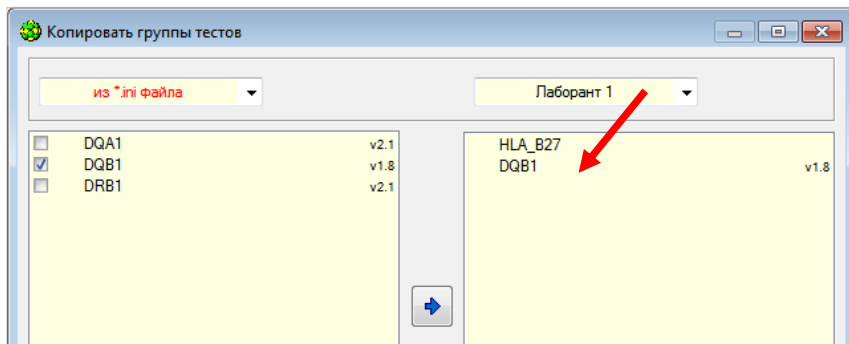 Копировать группы тестов
из *.ini файла
Лаборант 1
DQA1 v2.1
DQB1 v1.8
DRB1 v2.1
HLA_B27
DQB1 v1.8